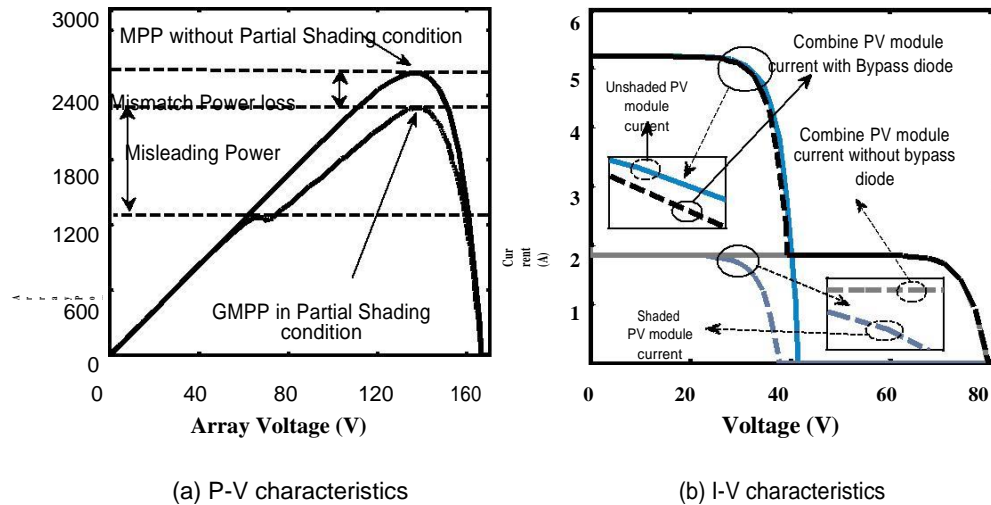 3000
2400
1800
1200
600
0
MPP without Partial Shading condition
Mismatch Power loss
Misleading Power
GMPP in Partial Shading
condition
0 40 80 120 160
Array Voltage (V)
(a) P-V characteristics
6
5
4
3
2
1
Cur
rent
(A)
Combine PV module
current with Bypass diode
Unshaded PV
module
current
Combine PV module
current without bypass
diode
Shaded
PV module
current
0 20 40 60 80
Voltage (V)
(b) I-V characteristics